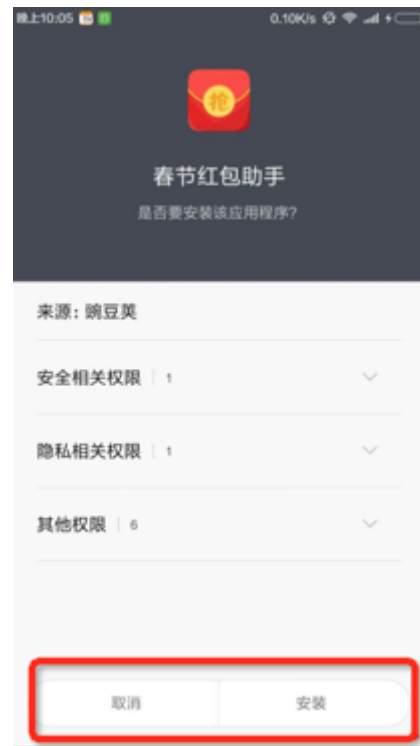 晚上10:05 0.10K/s
抢
春节红包助手
是否要安装该应用程序?
来源: 豌豆荚
安全相关权限 | 1
隐私相关权限 | 1
其他权限 | 6
取消 安装